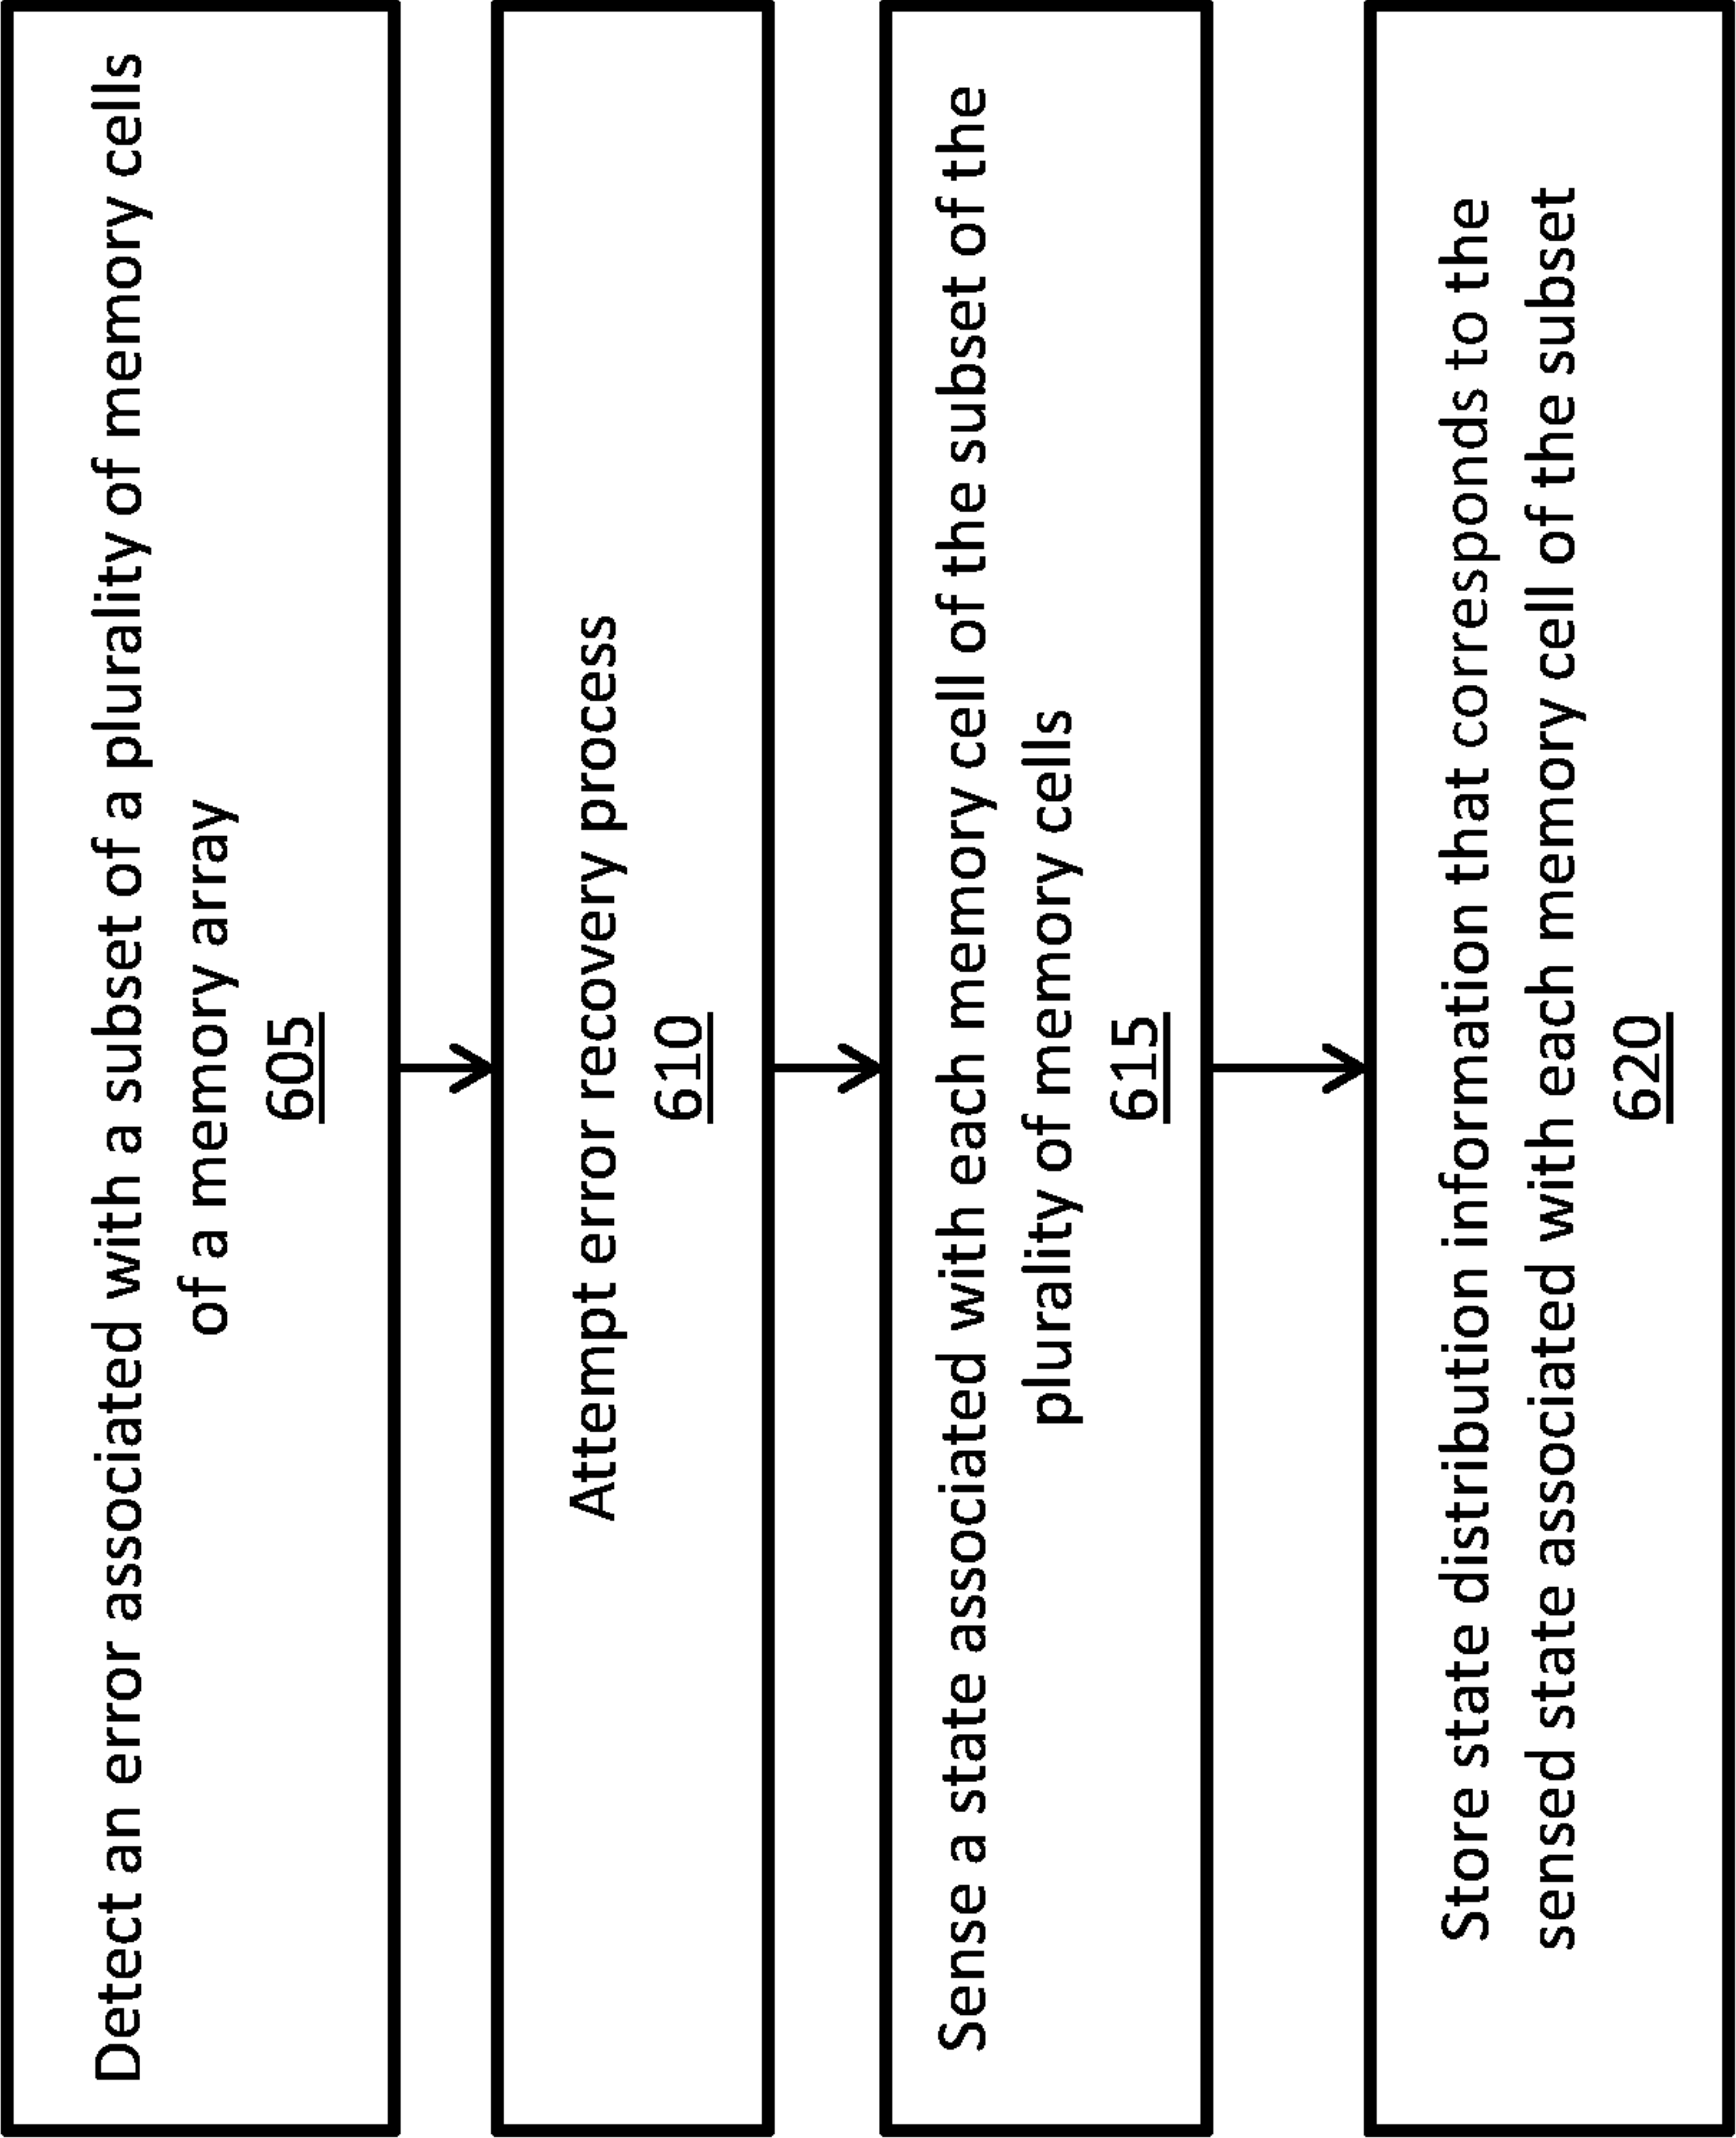 Detect an error associated with a subset of a plurality of memory cells
of a memory array
605
Attempt error recovery process
610
Sense a state associated with each memory cell of the subset of the
plurality of memory cells
615
Store state distribution information that corresponds to the
sensed state associated with each memory cell of the subset
620